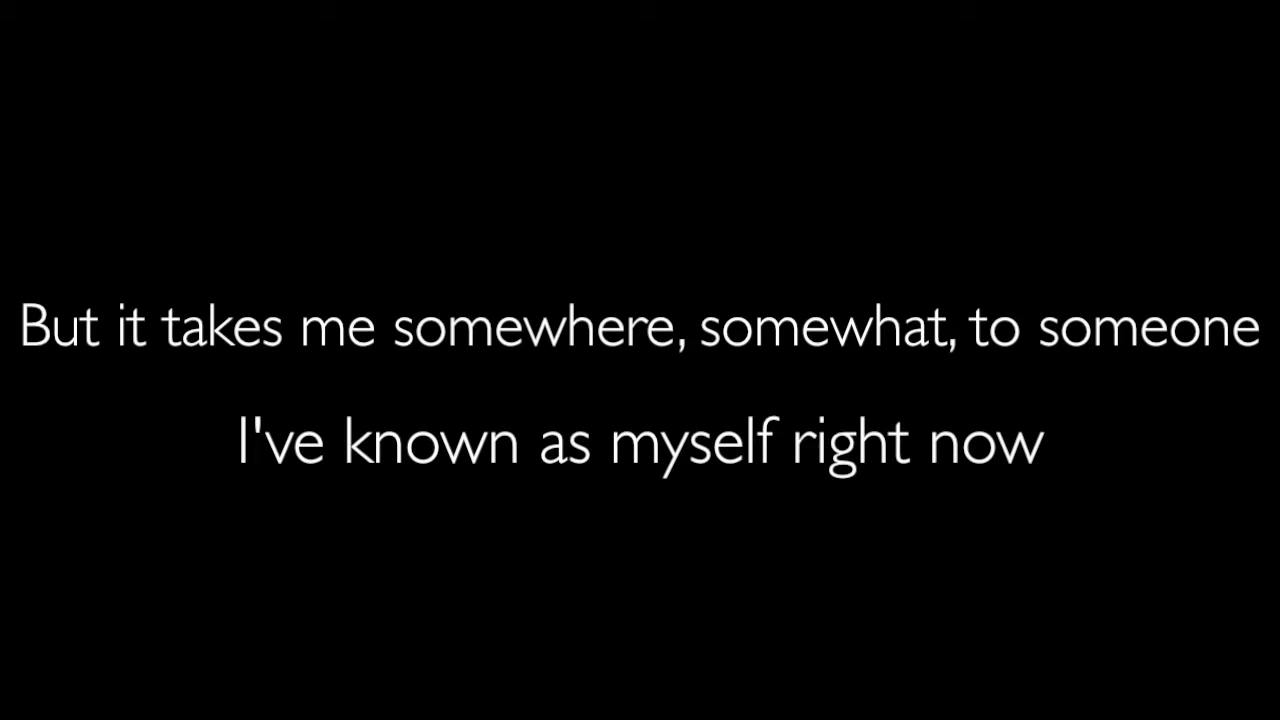 But it takes me somewhere, somewhat, to someone
I've known as myself right now